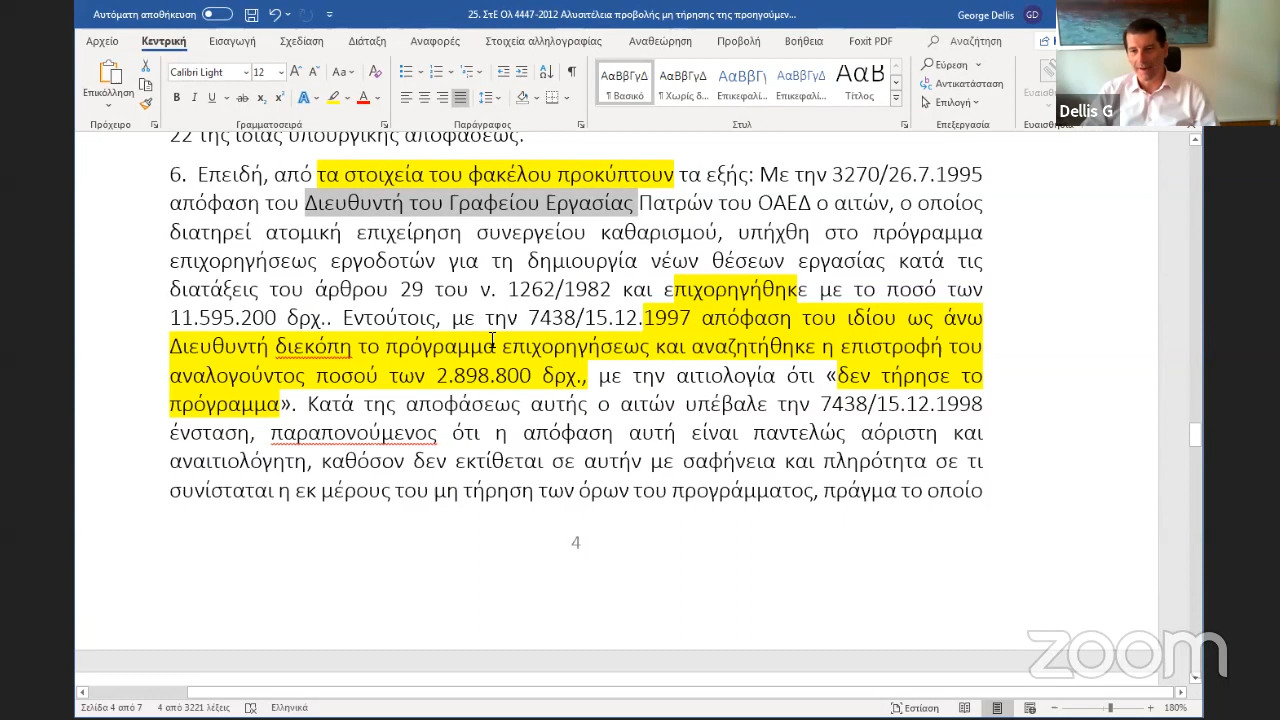 Αυτόματη αποθήκευση
25. ΣτΕ Ολ 4447-2012 Αλυσιτέλεια προβολής μη τήρησης της προηγούμεν...
George Dellis
GD
Αρχείο Κεντρική Εισαγωγή Σχεδίαση Διάταξη Αναφορές Στοιχεία αλληλογραφίας Αναθεώρηση Προβολή Βοήθεια Foxit PDF Αναζήτηση
Επικόλληση
Calibri Light 12
ΑαΒβΓγΔ ΑαΒβΓγΔ ΑαΒβΓγΔ ΑαΒβΓγΔ ΑαΒ
¶ Βασικό ¶ Χωρίς δ... Επικεφαλί... Επικεφαλί... Τίτλος
Εύρεση
Αντικατάσταση
Επιλογή
Πρόχειρο Γραμματοσειρά Παράγραφος Στυλ Επεξεργασία
Dellis G
22 της ίδιας υπουργικής αποφάσεως.
6. Επειδή, από τα στοιχεία του φακέλου προκύπτουν τα εξής: Με την 3270/26.7.1995
απόφαση του Διευθυντή του Γραφείου Εργασίας Πατρών του ΟΑΕΔ ο αιτών, ο οποίος
διατηρεί ατομική επιχείρηση συνεργείου καθαρισμού, υπήχθη στο πρόγραμμα
επιχορηγήσεως εργοδοτών για τη δημιουργία νέων θέσεων εργασίας κατά τις
διατάξεις του άρθρου 29 του ν. 1262/1982 και επιχορηγήθηκε με το ποσό των
11.595.200 δρχ.. Εντούτοις, με την 7438/15.12.1997 απόφαση του ιδίου ως άνω
Διευθυντή διεκόπη το πρόγραμμα επιχορηγήσεως και αναζητήθηκε η επιστροφή του
αναλογούντος ποσού των 2.898.800 δρχ., με την αιτιολογία ότι «δεν τήρησε το
πρόγραμμα». Κατά της αποφάσεως αυτής ο αιτών υπέβαλε την 7438/15.12.1998
ένσταση, παραπονούμενος ότι η απόφαση αυτή είναι παντελώς αόριστη και
αναιτιολόγητη, καθόσον δεν εκτίθεται σε αυτήν με σαφήνεια και πληρότητα σε τι
συνίσταται η εκ μέρους του μη τήρηση των όρων του προγράμματος, πράγμα το οποίο
4
zoom
Σελίδα 4 από 7 4 από 3221 λέξεις Ελληνικά Εστίαση 180%